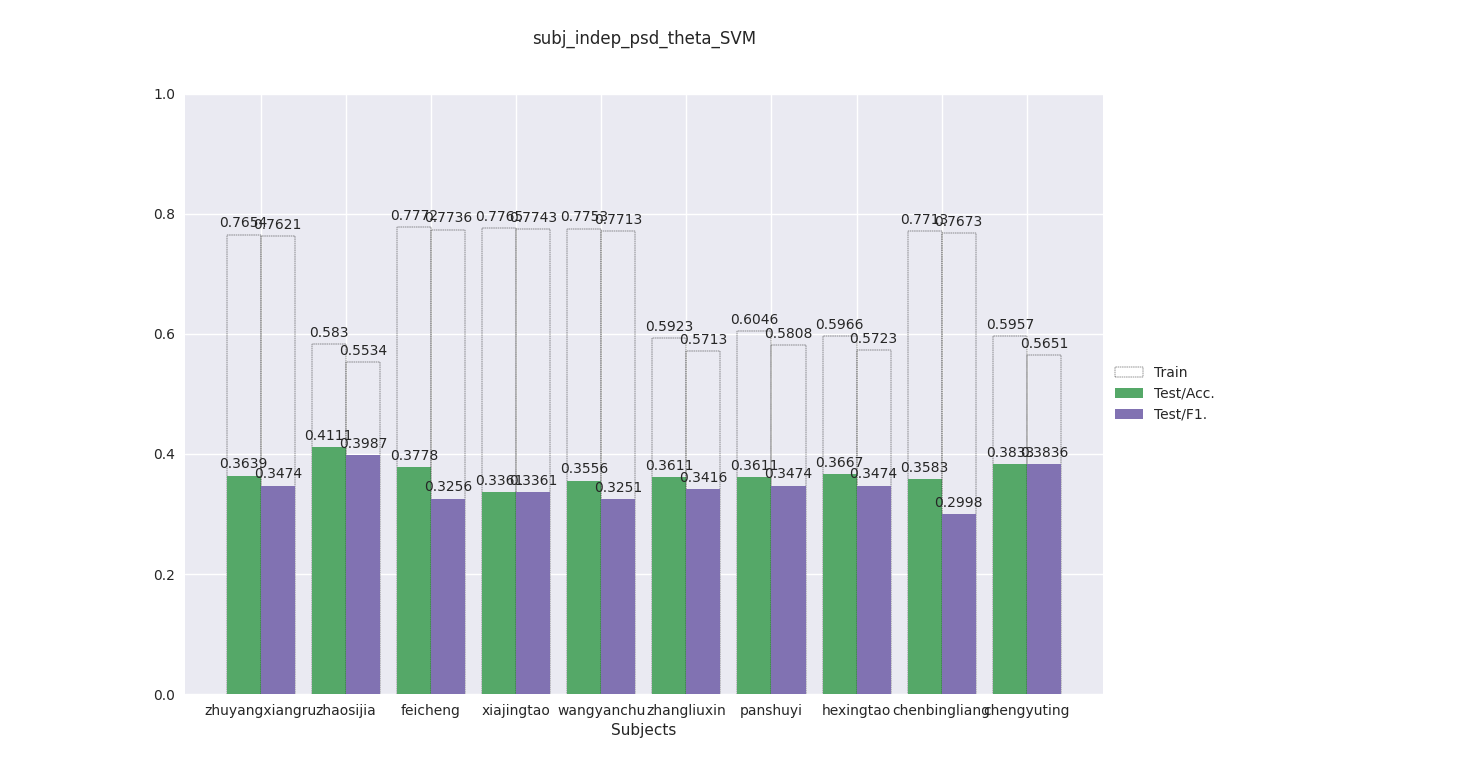 subj_indep_psd_theta_SVM
1.0
0.8
0.6
0.4
0.2
0.0
0.7654 0.7621 0.583 0.5534 0.7772 0.7736 0.7765 0.7743 0.7753 0.7713 0.5923 0.5713 0.6046 0.5808 0.5966 0.5723 0.7713 0.7673 0.5957 0.5651
0.3639 0.3474 0.4111 0.3987 0.3778 0.3256 0.3361 0.3361 0.3556 0.3251 0.3611 0.3416 0.3611 0.3474 0.3667 0.3474 0.3583 0.2998 0.3833 0.3836
zhuyangxiangru zhaosijia feicheng xiajingtao wangyanchu zhangliuxin panshuyi hexingtao chenbingliang chengyuting
Subjects
Train
Test/Acc.
Test/F1.